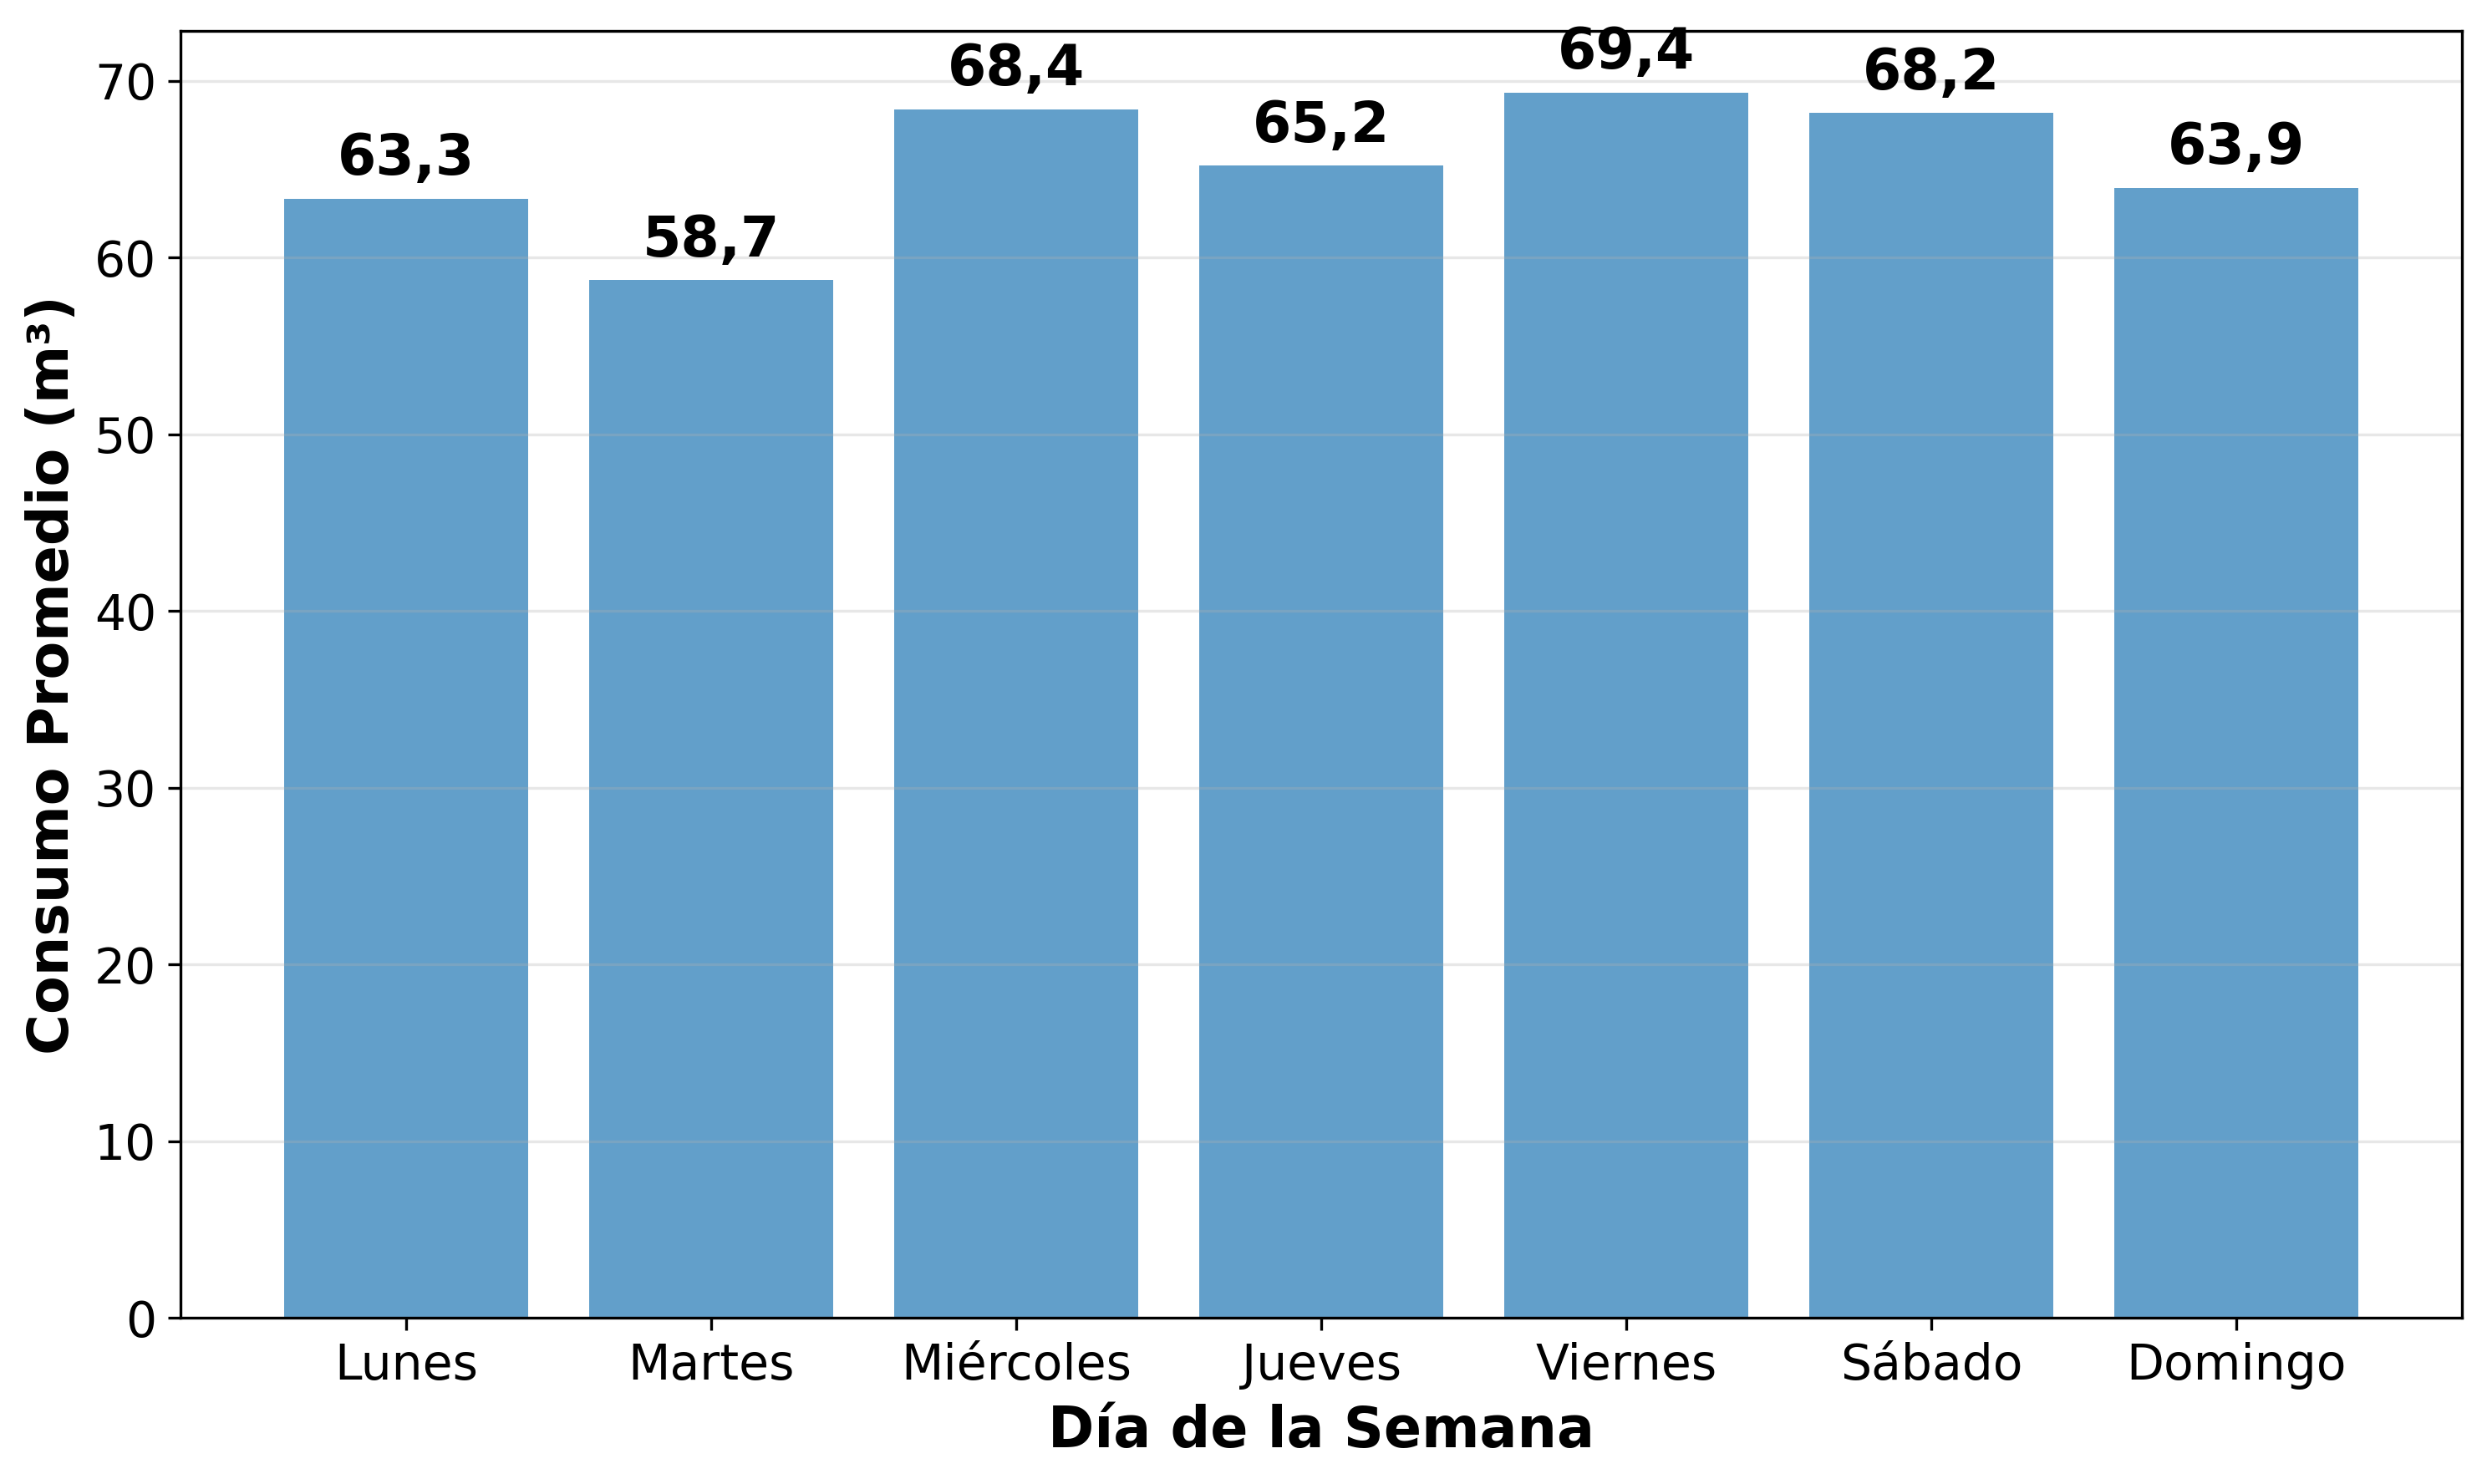 Consumo Promedio (m³)
70
60
50
40
30
20
10
0
63,3
58,7
68,4
65,2
69,4
68,2
63,9
Lunes
Martes
Miércoles
Jueves
Viernes
Sábado
Domingo
Día de la Semana